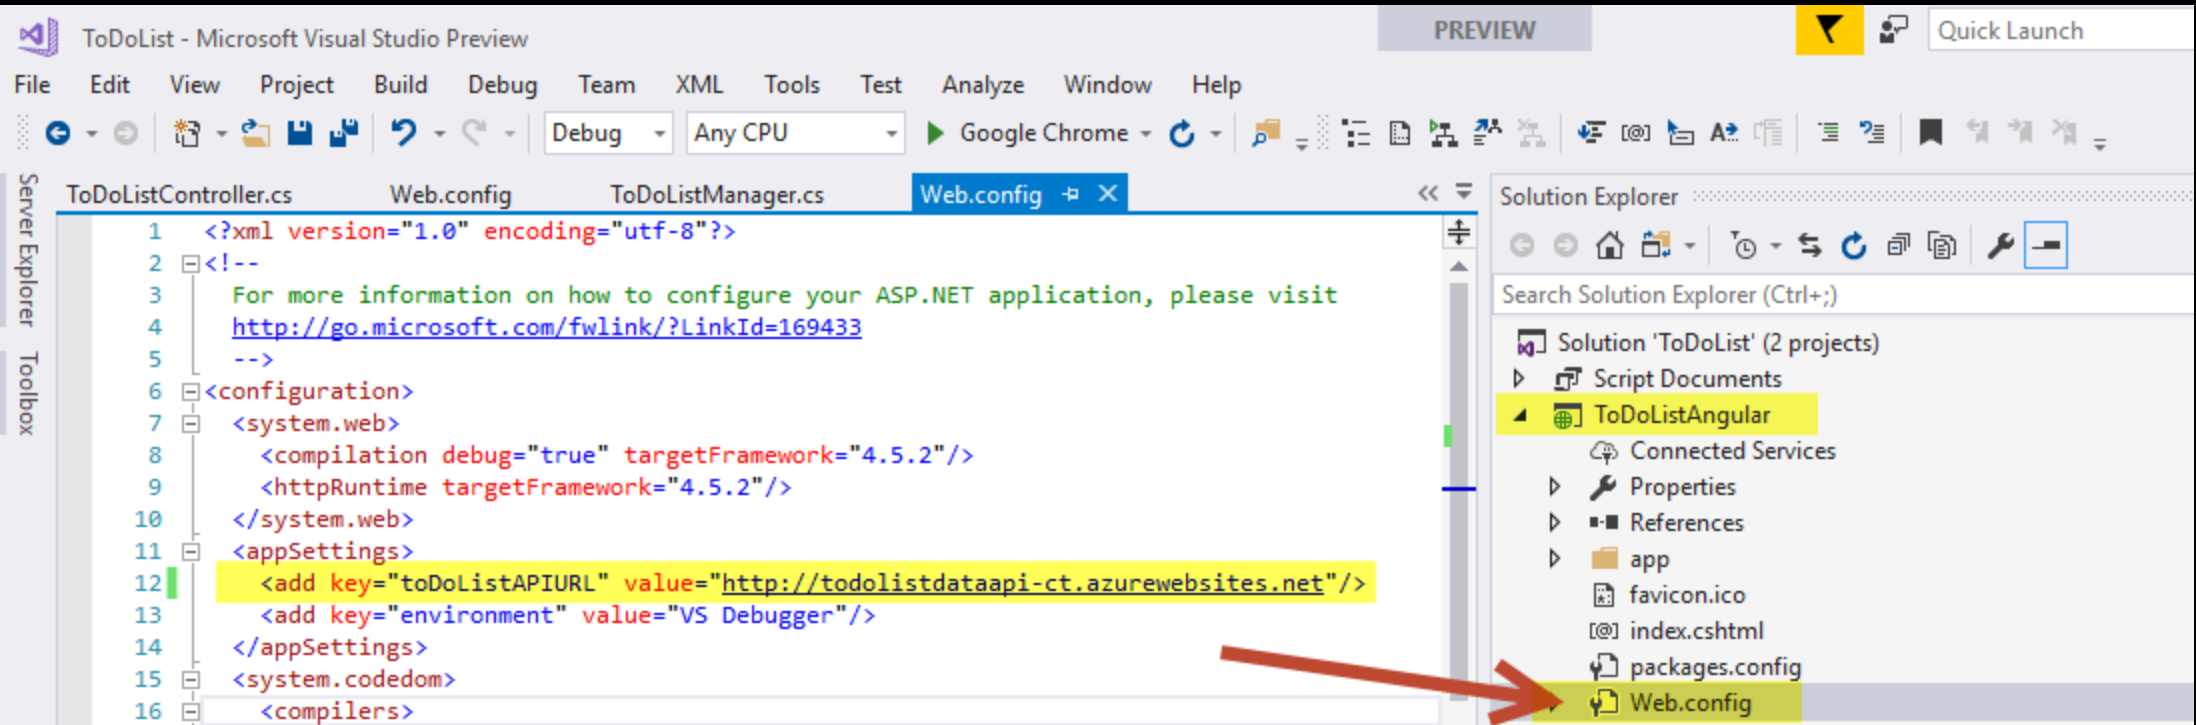 ToDoList - Microsoft Visual Studio Preview
PREVIEW
Quick Launch
File Edit View Project Build Debug Team XML Tools Test Analyze Window Help
Debug Any CPU Google Chrome
Server Explorer
Toolbox
ToDoListController.cs Web.config ToDoListManager.cs Web.config
1 <?xml version="1.0" encoding="utf-8"?>
2 <!--
3 For more information on how to configure your ASP.NET application, please visit
4 http://go.microsoft.com/fwlink/?LinkId=169433
5 -->
6 <configuration>
7 <system.web>
8 <compilation debug="true" targetFramework="4.5.2"/>
9 <httpRuntime targetFramework="4.5.2"/>
10 </system.web>
11 <appSettings>
12 <add key="toDoListAPIURL" value="http://todolistdataapi-ct.azurewebsites.net"/>
13 <add key="environment" value="VS Debugger"/>
14 </appSettings>
15 <system.codedom>
16 <compilers>
Solution Explorer
Search Solution Explorer (Ctrl+;)
Solution 'ToDoList' (2 projects)
Script Documents
ToDoListAngular
Connected Services
Properties
References
app
favicon.ico
index.cshtml
packages.config
Web.config